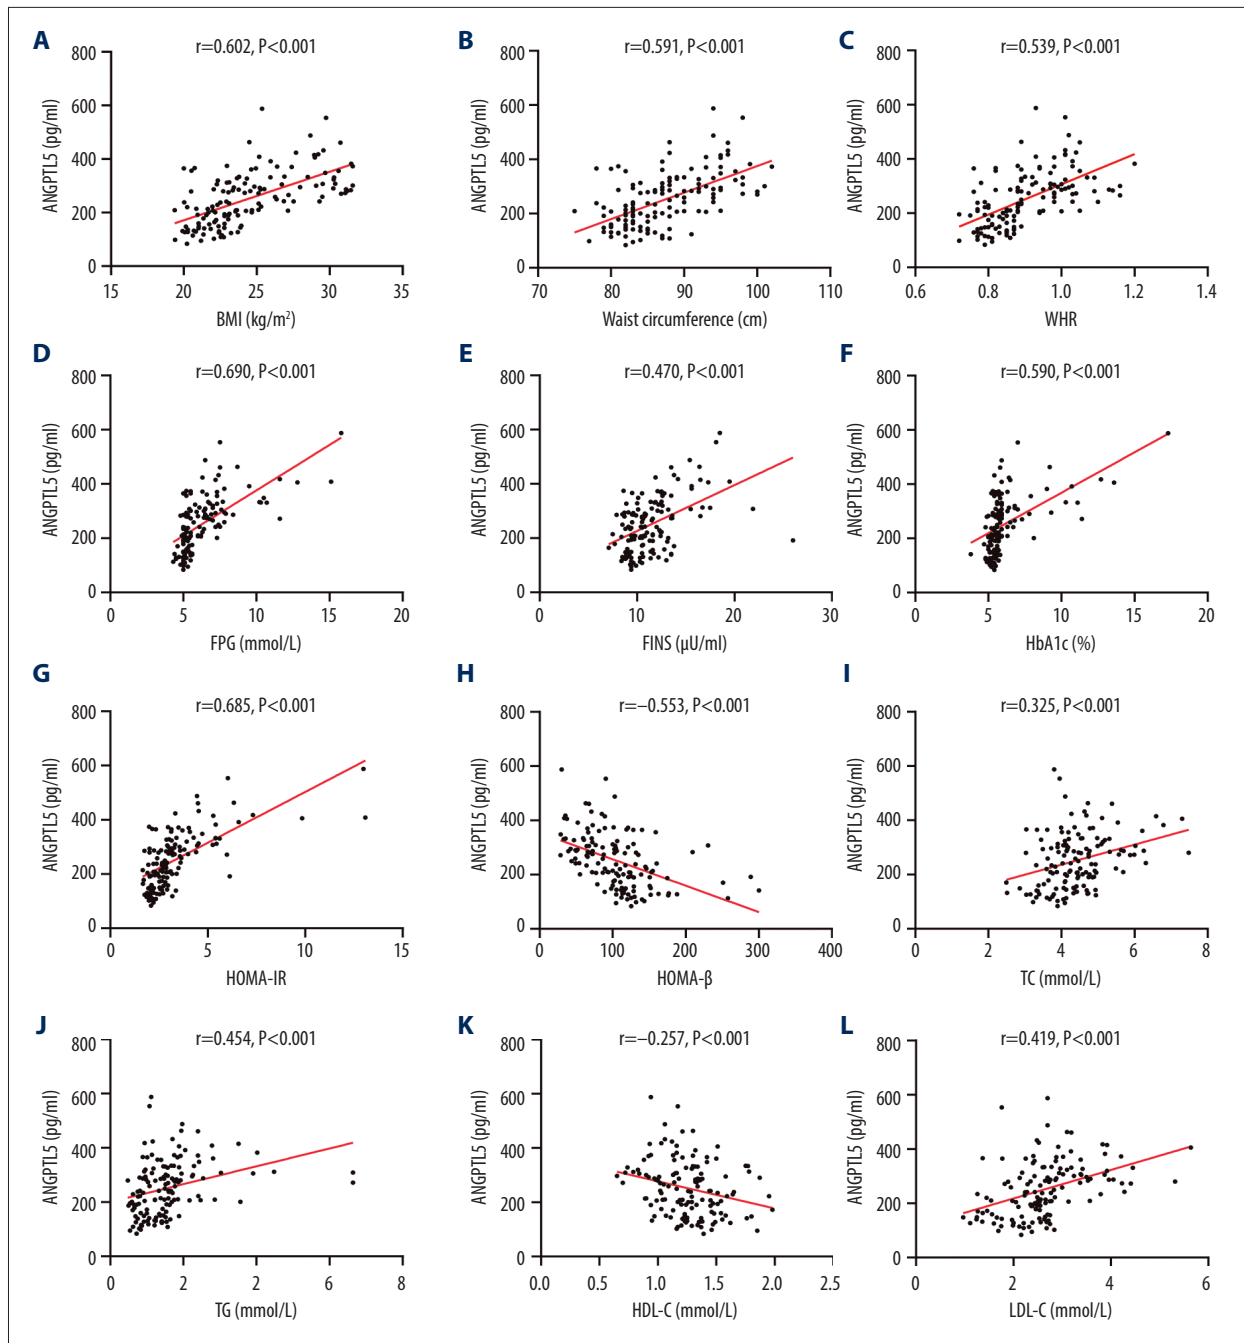 A
r=0.602, P<0.001
800
600
400
200
0
ANGPTL5 (pg/ml)
15 20 25 30 35
BMI (kg/m²)
B
r=0.591, P<0.001
800
600
400
200
0
ANGPTL5 (pg/ml)
70 80 90 100 110
Waist circumference (cm)
C
r=0.539, P<0.001
800
600
400
200
0
ANGPTL5 (pg/ml)
0.6 0.8 1.0 1.2 1.4
WHR
D
r=0.690, P<0.001
800
600
400
200
0
ANGPTL5 (pg/ml)
0 5 10 15 20
FPG (mmol/L)
E
r=0.470, P<0.001
800
600
400
200
0
ANGPTL5 (pg/ml)
0 10 20 30
FINS (μU/ml)
F
r=0.590, P<0.001
800
600
400
200
0
ANGPTL5 (pg/ml)
0 5 10 15 20
HbA1c (%)
G
r=0.685, P<0.001
800
600
400
200
0
ANGPTL5 (pg/ml)
0 5 10 15
HOMA-IR
H
r=−0.553, P<0.001
800
600
400
200
0
ANGPTL5 (pg/ml)
0 100 200 300 400
HOMA-β
I
r=0.325, P<0.001
800
600
400
200
0
ANGPTL5 (pg/ml)
0 2 4 6 8
TC (mmol/L)
J
r=0.454, P<0.001
800
600
400
200
0
ANGPTL5 (pg/ml)
0 2 2 6 8
TG (mmol/L)
K
r=−0.257, P<0.001
800
600
400
200
0
ANGPTL5 (pg/ml)
0.0 0.5 1.0 1.5 2.0 2.5
HDL-C (mmol/L)
L
r=0.419, P<0.001
800
600
400
200
0
ANGPTL5 (pg/ml)
0 2 4 6
LDL-C (mmol/L)